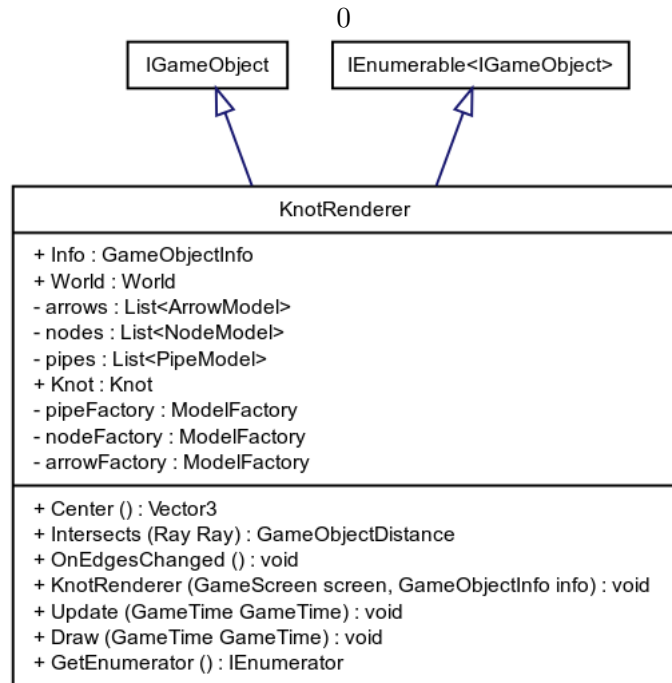 0
IGameObject
IEnumerable<IGameObject>
KnotRenderer
+ Info : GameObjectInfo
+ World : World
- arrows : List<ArrowModel>
- nodes : List<NodeModel>
- pipes : List<PipeModel>
+ Knot : Knot
- pipeFactory : ModelFactory
- nodeFactory : ModelFactory
- arrowFactory : ModelFactory
+ Center () : Vector3
+ Intersects (Ray Ray) : GameObjectDistance
+ OnEdgesChanged () : void
+ KnotRenderer (GameScreen screen, GameObjectInfo info) : void
+ Update (GameTime GameTime) : void
+ Draw (GameTime GameTime) : void
+ GetEnumerator () : IEnumerator